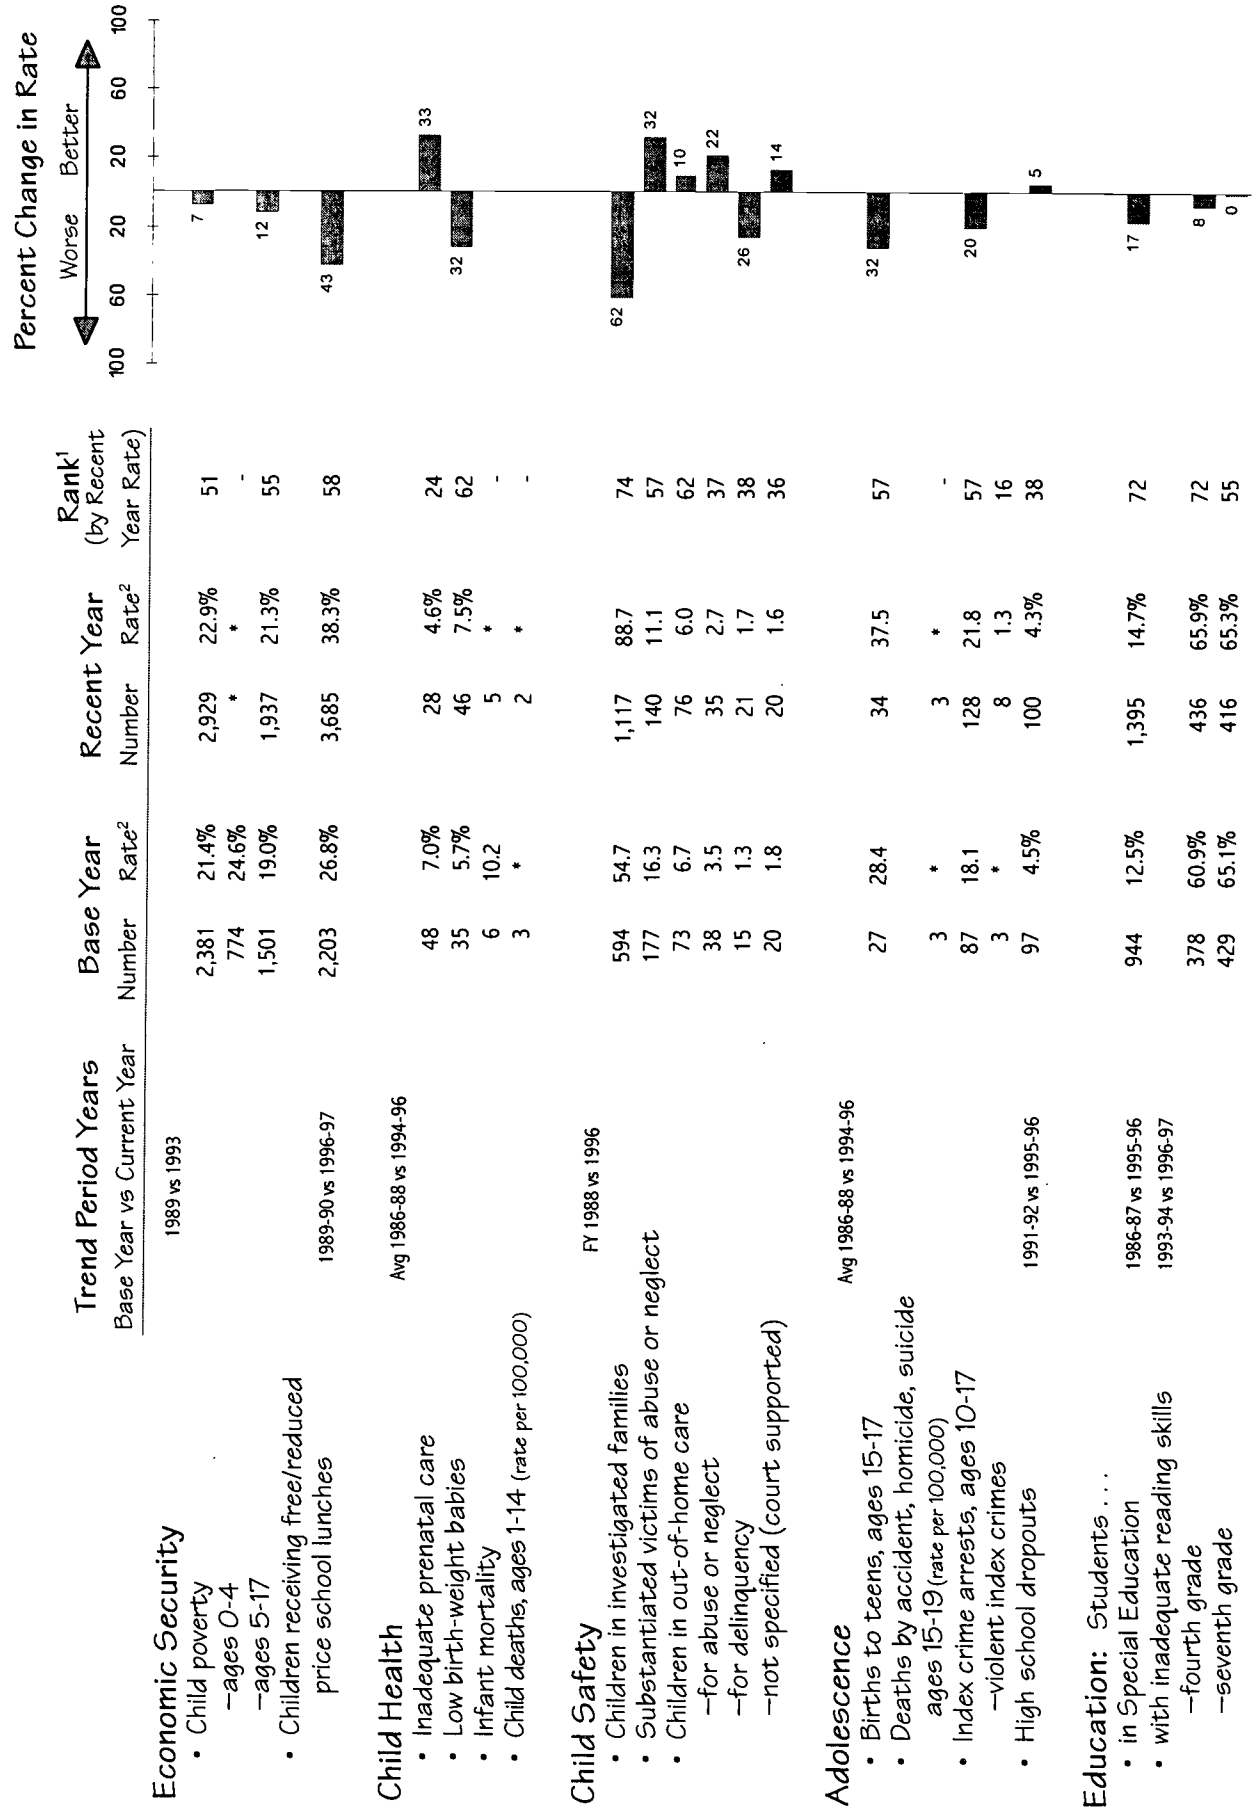 Trend Period Years Base Year Recent Year Rank¹ Percent Change in Rate
(by Recent Worse Better
Base Year vs Current Year Number Rate² Number Rate² Year Rate) 100 60 20 20 60 100
Economic Security 1989 vs 1993
• Child poverty 2,381 21.4% 2,929 22.9% 51 7
–ages 0-4 774 24.6% * * -
–ages 5-17 1,501 19.0% 1,937 21.3% 55 12
• Children receiving free/reduced
price school lunches 1989-90 vs 1996-97 2,203 26.8% 3,685 38.3% 58 43
Child Health Avg 1986-88 vs 1994-96
• Inadequate prenatal care 48 7.0% 28 4.6% 24 33
• Low birth-weight babies 35 5.7% 46 7.5% 62 32
• Infant mortality 6 10.2 5 * -
• Child deaths, ages 1-14 (rate per 100,000) 3 * 2 * -
Child Safety FY 1988 vs 1996
• Children in investigated families 594 54.7 1,117 88.7 74 62
• Substantiated victims of abuse or neglect 177 16.3 140 11.1 57 32
• Children in out-of-home care 73 6.7 76 6.0 62 10
–for abuse or neglect 38 3.5 35 2.7 37 22
–for delinquency 15 1.3 21 1.7 38 26
–not specified (court supported) 20 1.8 20 1.6 36 14
Adolescence Avg 1986-88 vs 1994-96
• Births to teens, ages 15-17 27 28.4 34 37.5 57 32
• Deaths by accident, homicide, suicide
ages 15-19 (rate per 100,000) 3 * 3 * -
• Index crime arrests, ages 10-17 87 18.1 128 21.8 57 20
–violent index crimes 3 * 8 1.3 16
• High school dropouts 1991-92 vs 1995-96 97 4.5% 100 4.3% 38 5
Education: Students . . .
• in Special Education 1986-87 vs 1995-96 944 12.5% 1,395 14.7% 72 17
• with inadequate reading skills 1993-94 vs 1996-97
–fourth grade 378 60.9% 436 65.9% 72 8
–seventh grade 429 65.1% 416 65.3% 55 0